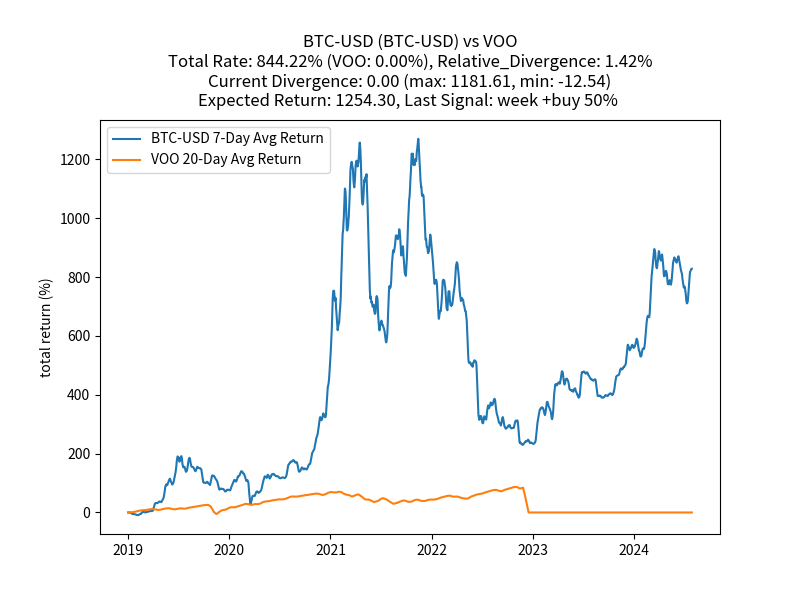 BTC-USD (BTC-USD) vs VOO
Total Rate: 844.22% (VOO: 0.00%), Relative_Divergence: 1.42%
Current Divergence: 0.00 (max: 1181.61, min: -12.54)
Expected Return: 1254.30, Last Signal: week +buy 50%
BTC-USD 7-Day Avg Return
VOO 20-Day Avg Return
total return (%)
1200
1000
800
600
400
200
0
2019 2020 2021 2022 2023 2024